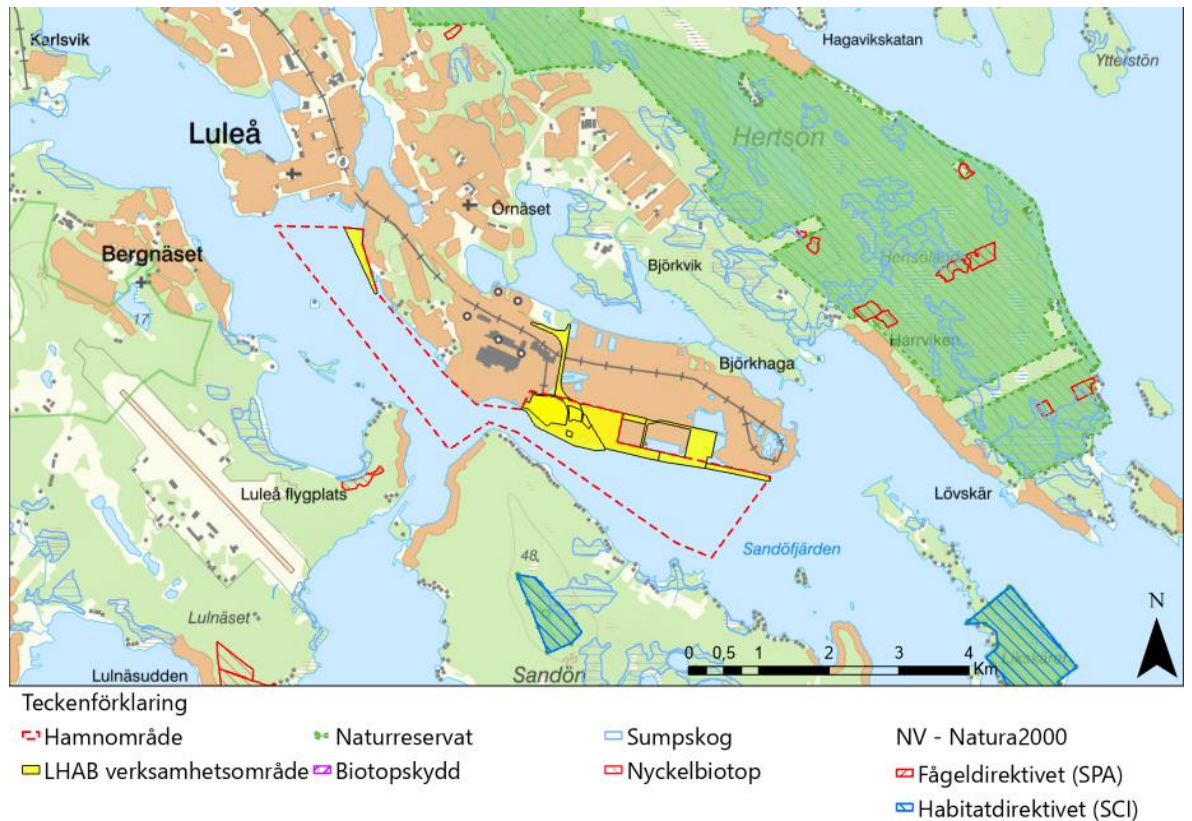 Karlsvik
Hagavikskatan
Ytterstön
Luleå
Hertsön
Örnäset
Bergnäset
Björkvik
Hertsölandet
17
Harrviken
Björkhaga
Luleå flygplats
Lövskär
48
Sandöfjärden
Lulnäset
N
Lulnäsudden
Sandön
0 0,5 1 2 3 4
Km
Teckenförklaring
Hamnområde
Naturreservat
Sumpskog
NV - Natura2000
LHAB verksamhetsområde
Biotopskydd
Nyckelbiotop
Fågeldirektivet (SPA)
Habitatdirektivet (SCI)